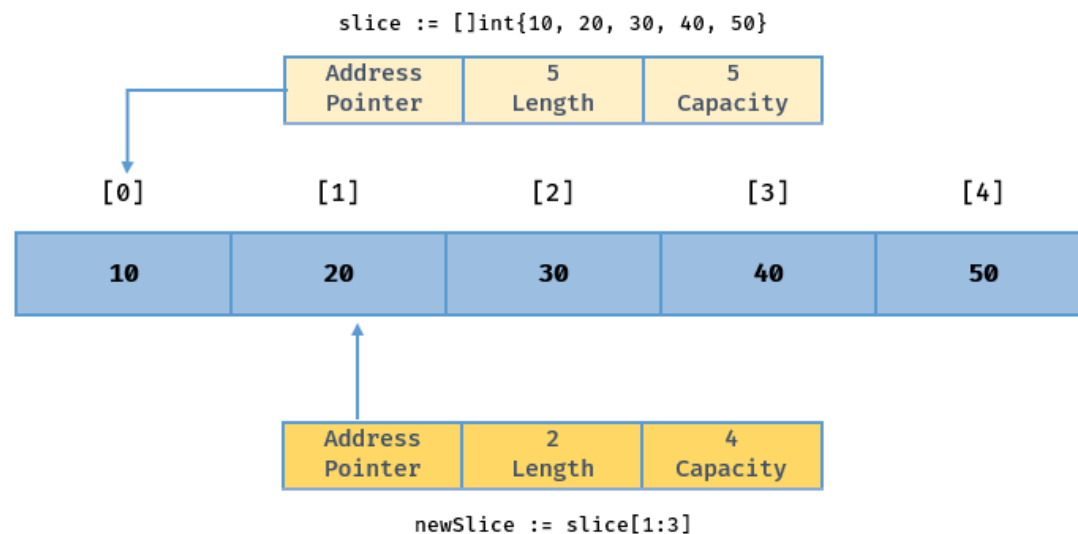 slice := []int{10, 20, 30, 40, 50}
Address 5 5
Pointer Length Capacity
[0] [1] [2] [3] [4]
10 20 30 40 50
Address 2 4
Pointer Length Capacity
newSlice := slice[1:3]